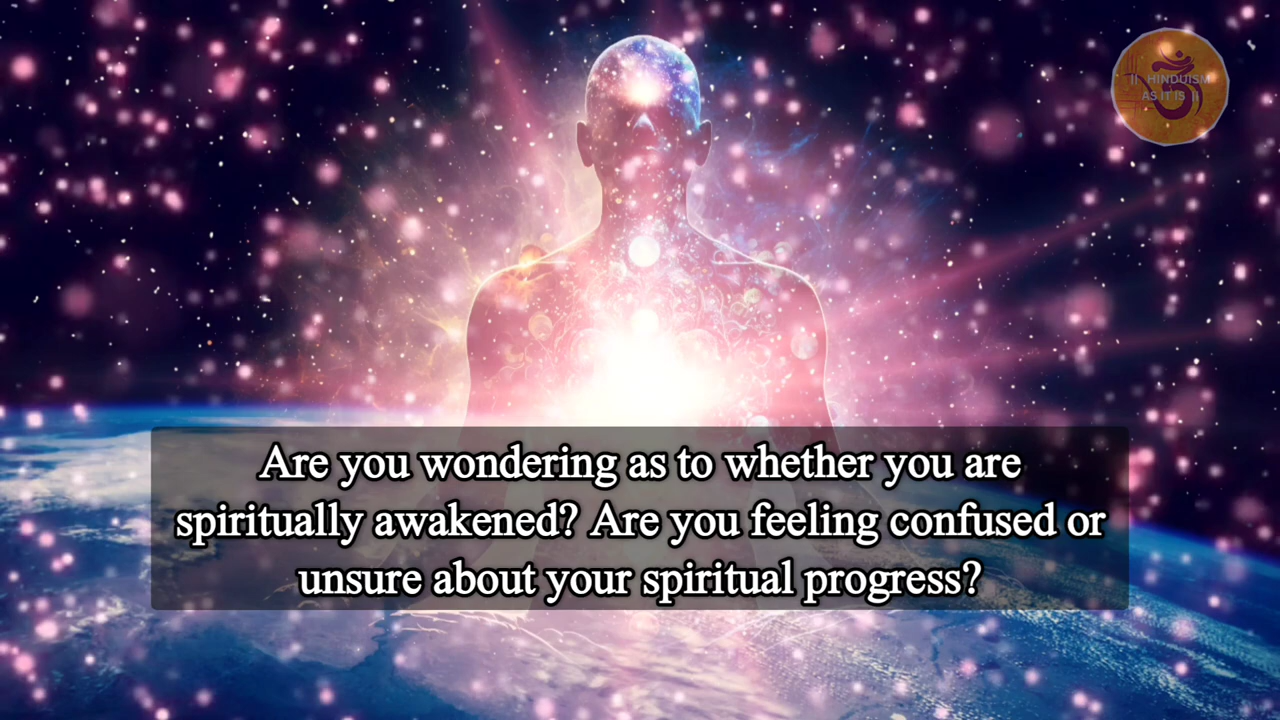 || HINDUISM
AS IT IS ||
Are you wondering as to whether you are
spiritually awakened? Are you feeling confused or
unsure about your spiritual progress?